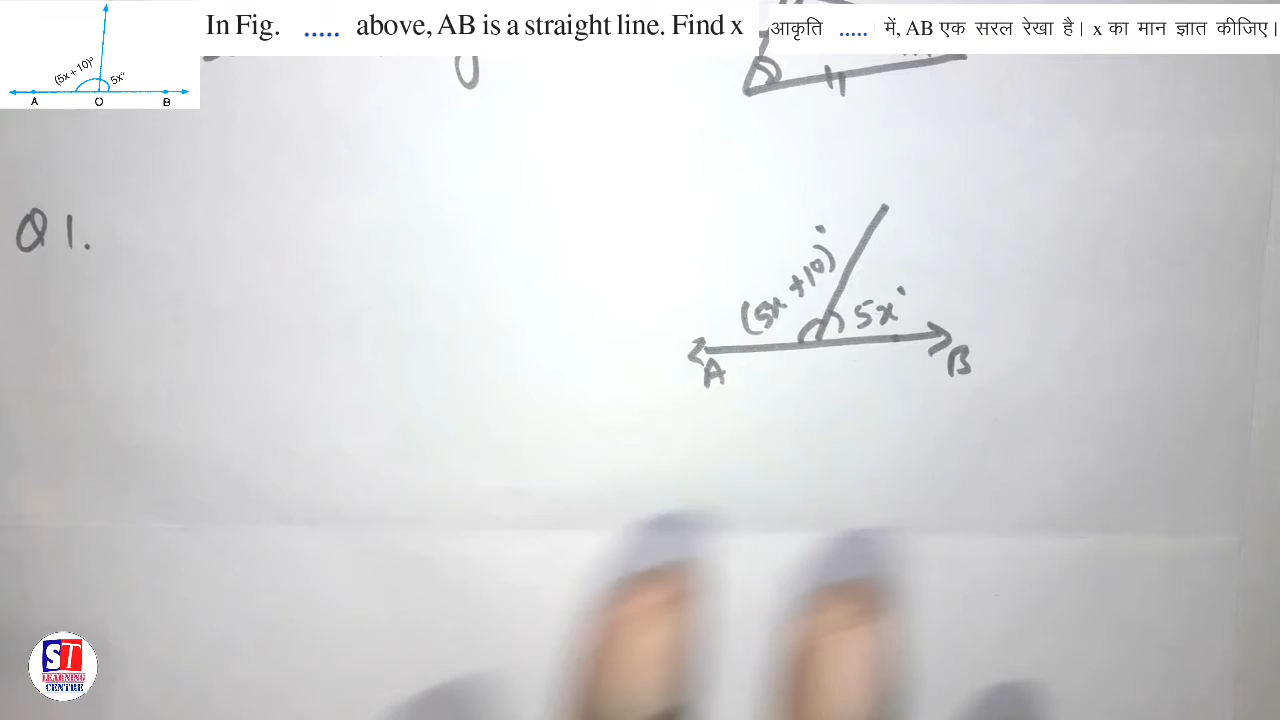 In Fig. ..... above, AB is a straight line. Find x
आकृति ..... में, AB एक सरल रेखा है। x का मान ज्ञात कीजिए।
(5x + 10)° 5x°
A O B
Q 1.
(5x + 10)° 5x°
A B
ST
LEARNING
CENTRE